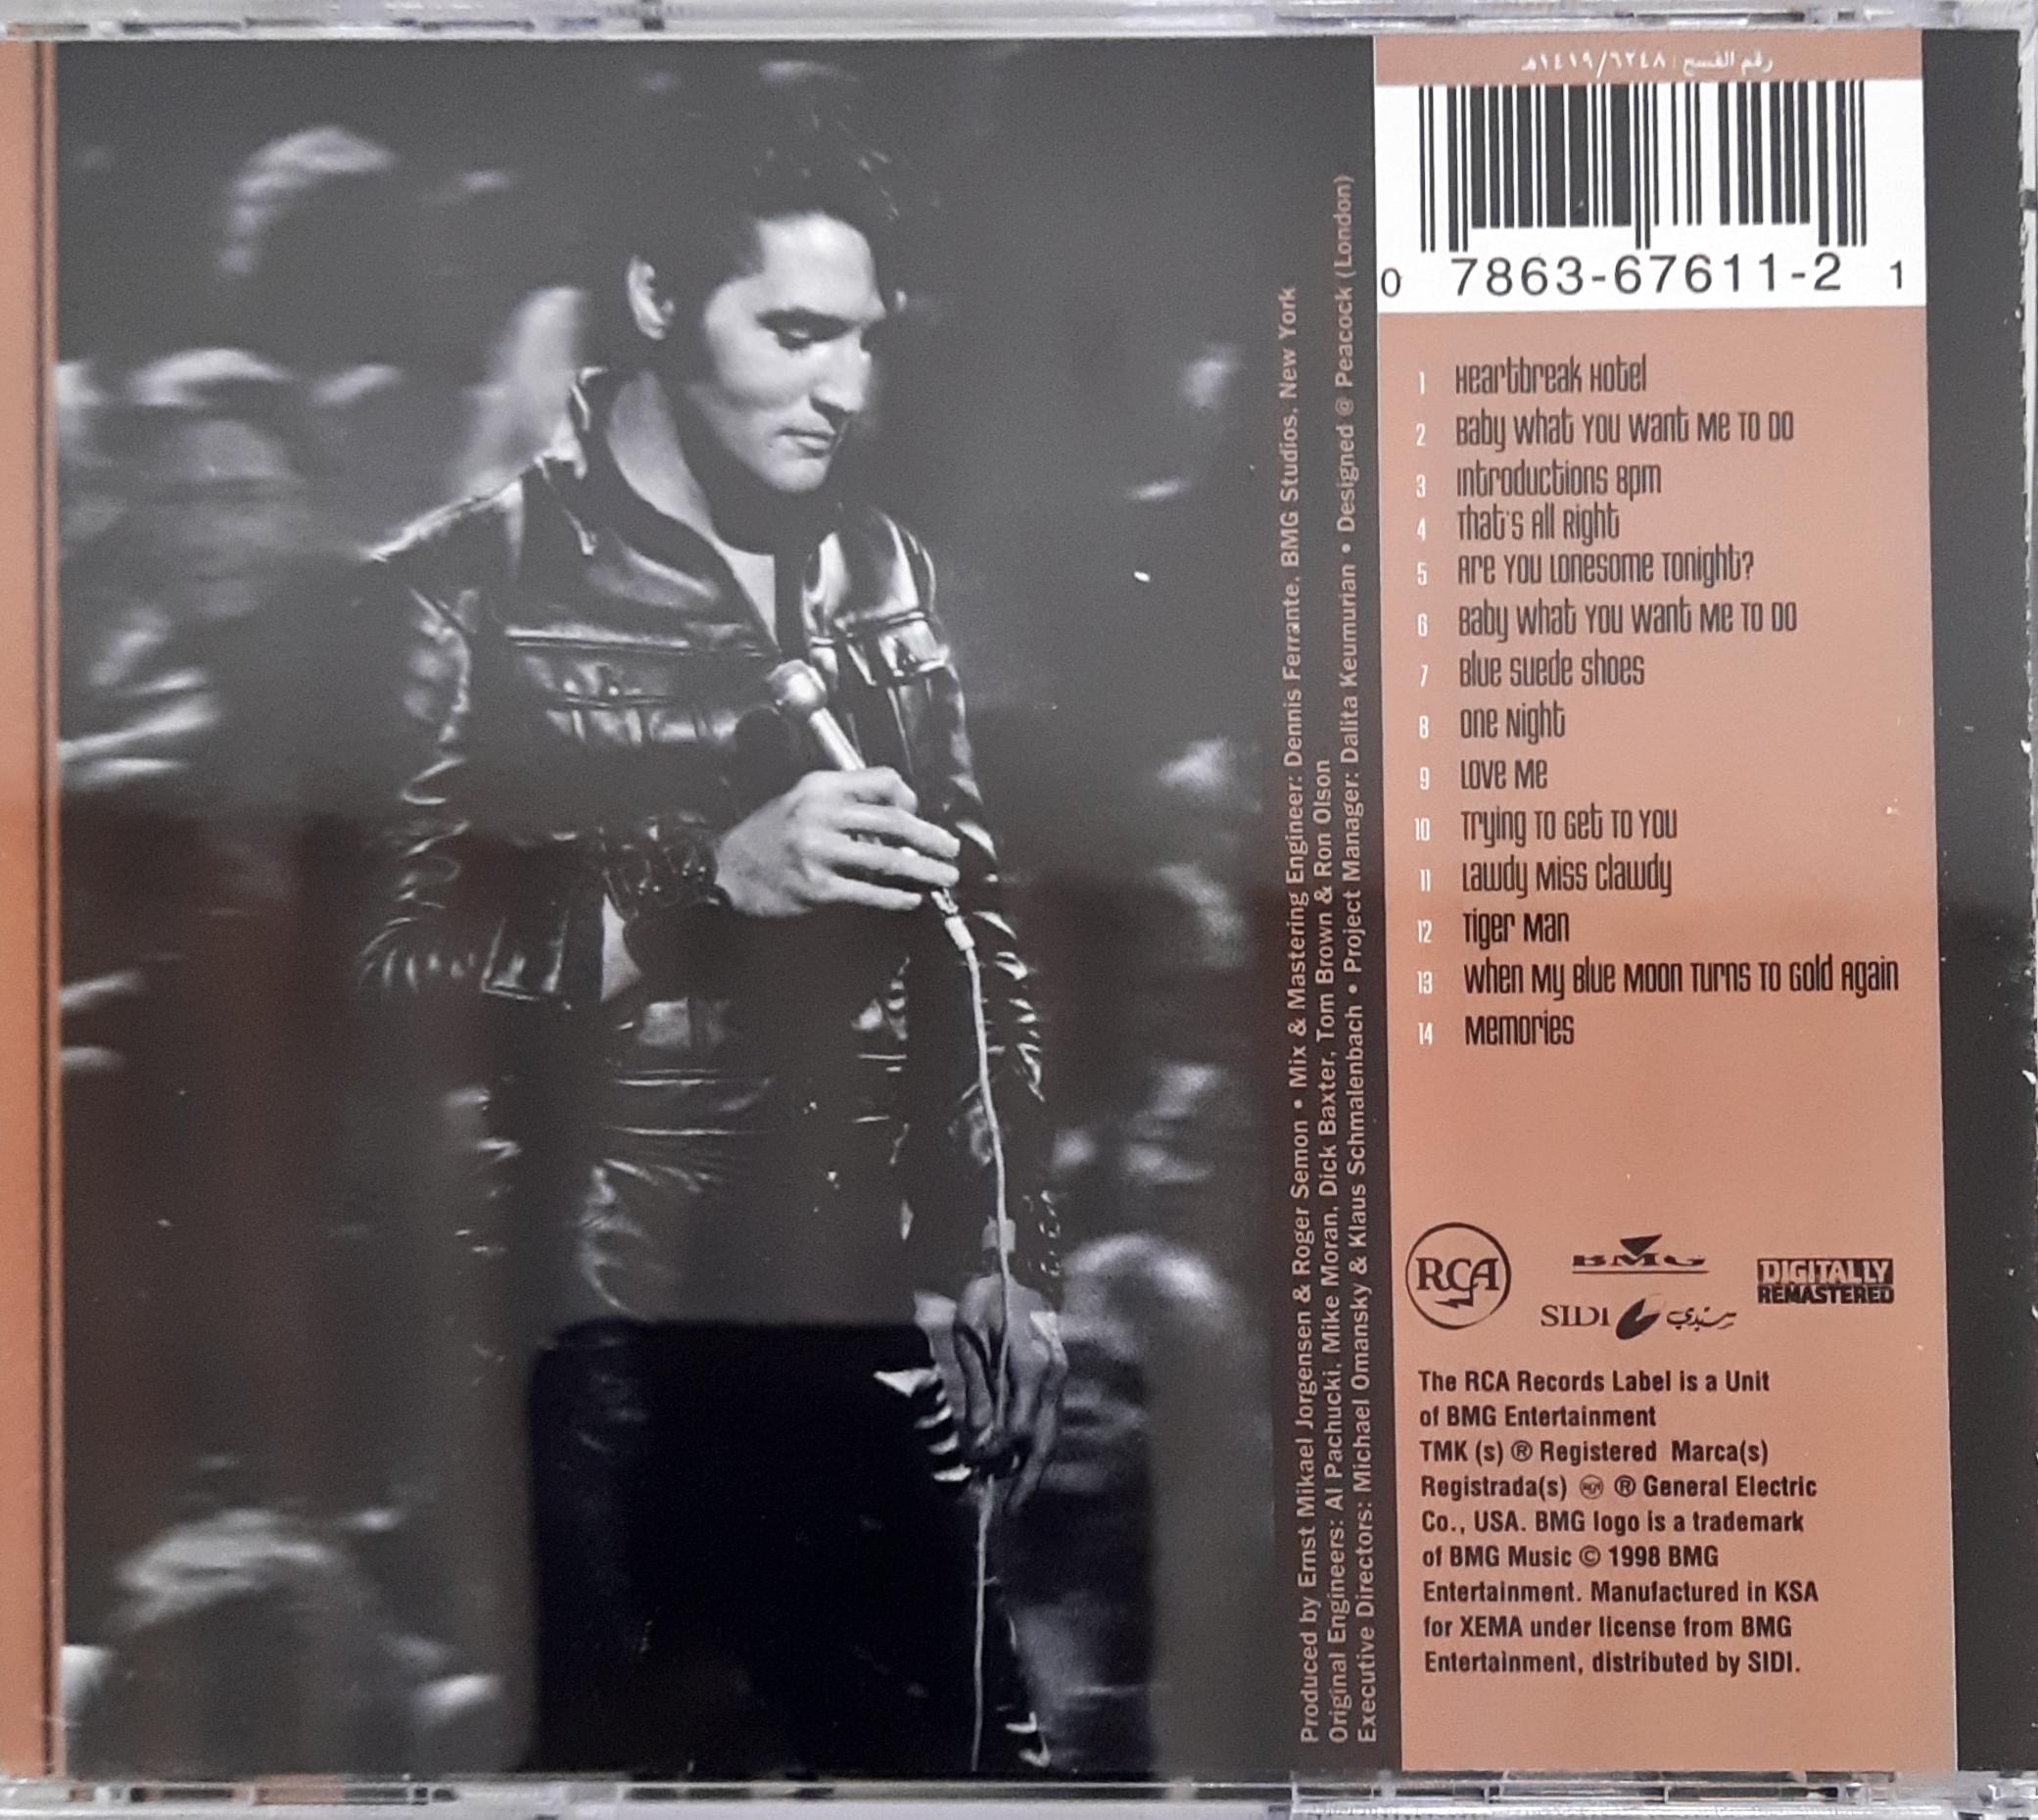 رقم الفسح : ١٤١٩/٦٢٤٨هـ
0 7863-67611-2 1
1 Heartbreak Hotel
2 Baby What You Want Me To Do
3 Introductions 8pm
4 That's All Right
5 Are You Lonesome Tonight?
6 Baby What You Want Me To Do
7 Blue Suede Shoes
8 One Night
9 Love Me
10 Trying To Get To You
11 Lawdy Miss Clawdy
12 Tiger Man
13 When My Blue Moon Turns To Gold Again
14 Memories
RCA
BMG
SIDI سيدي
DIGITALLY
REMASTERED
The RCA Records Label is a Unit
of BMG Entertainment
TMK (s) ® Registered Marca(s)
Registrada(s) RCA ® General Electric
Co., USA. BMG logo is a trademark
of BMG Music © 1998 BMG
Entertainment. Manufactured in KSA
for XEMA under license from BMG
Entertainment, distributed by SIDI.
Produced by Ernst Mikael Jorgensen & Roger Semon • Mix & Mastering Engineer: Dennis Ferrante, BMG Studios, New York
Original Engineers: Al Pachucki, Mike Moran, Dick Baxter, Tom Brown & Ron Olson
Executive Directors: Michael Omansky & Klaus Schmalenbach • Project Manager: Dalita Keumurian • Designed @ Peacock (London)